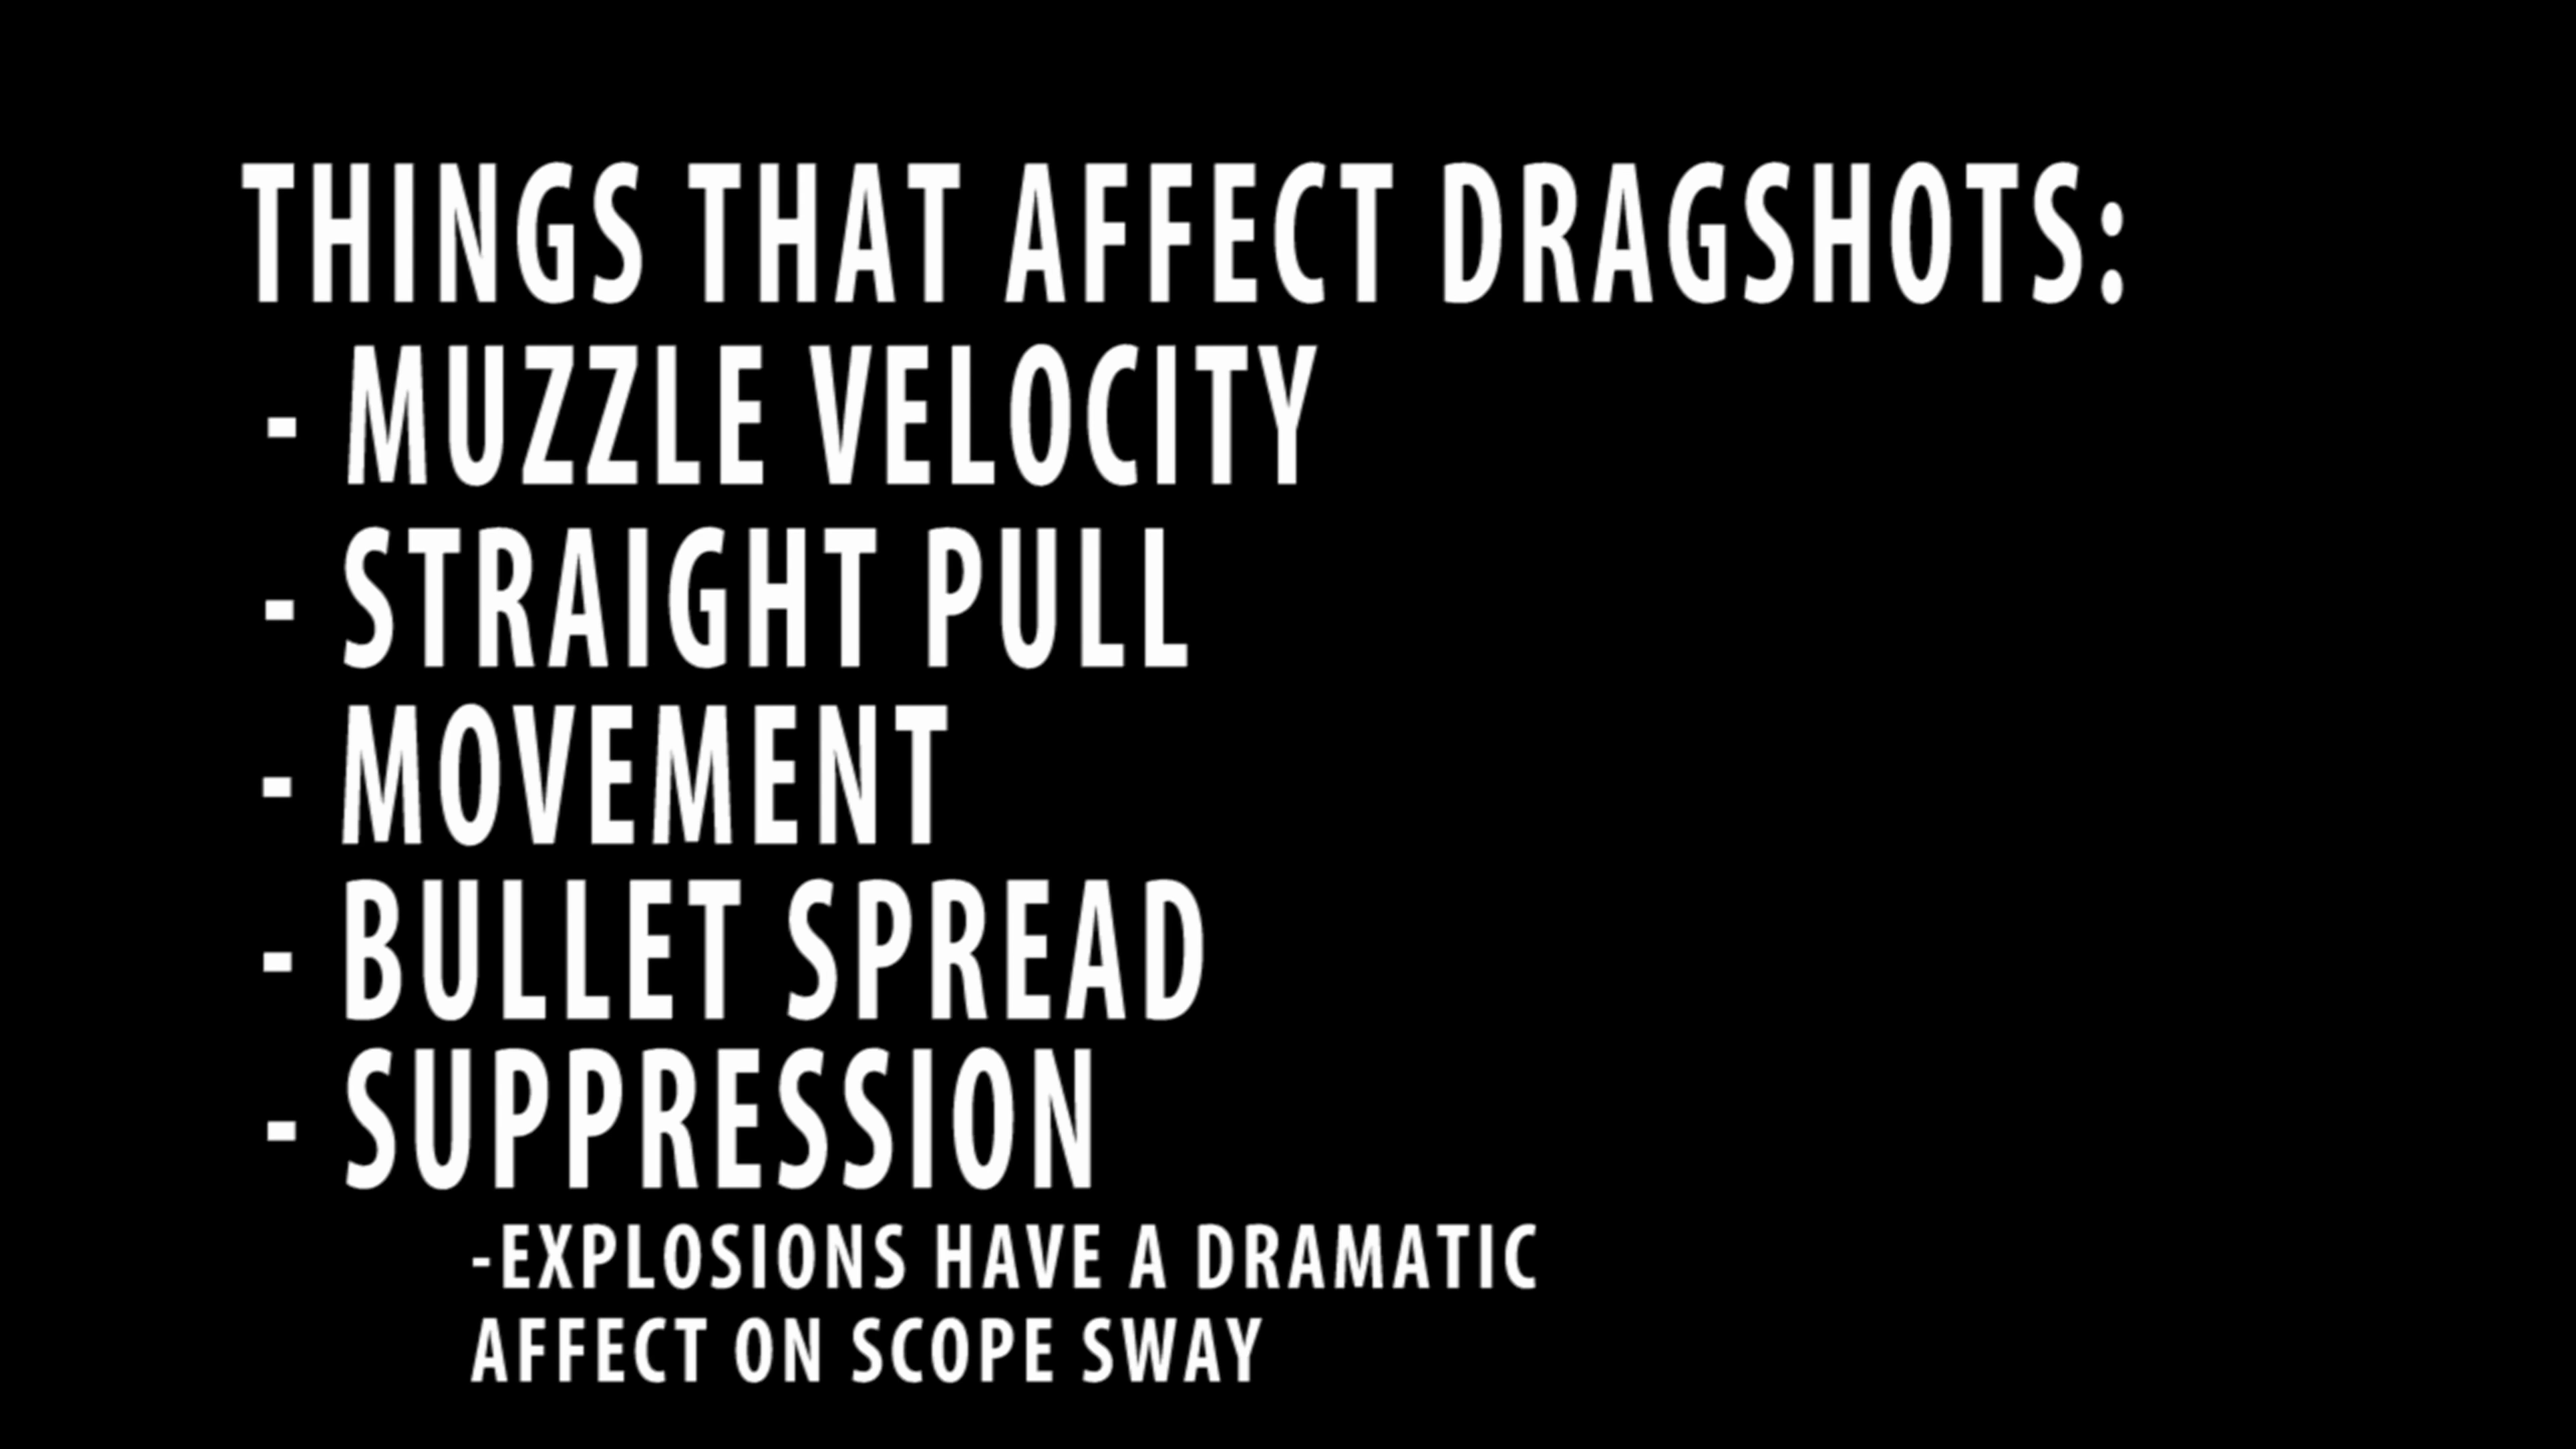 THINGS THAT AFFECT DRAGSHOTS:
- MUZZLE VELOCITY
- STRAIGHT PULL
- MOVEMENT
- BULLET SPREAD
- SUPPRESSION
-EXPLOSIONS HAVE A DRAMATIC
AFFECT ON SCOPE SWAY